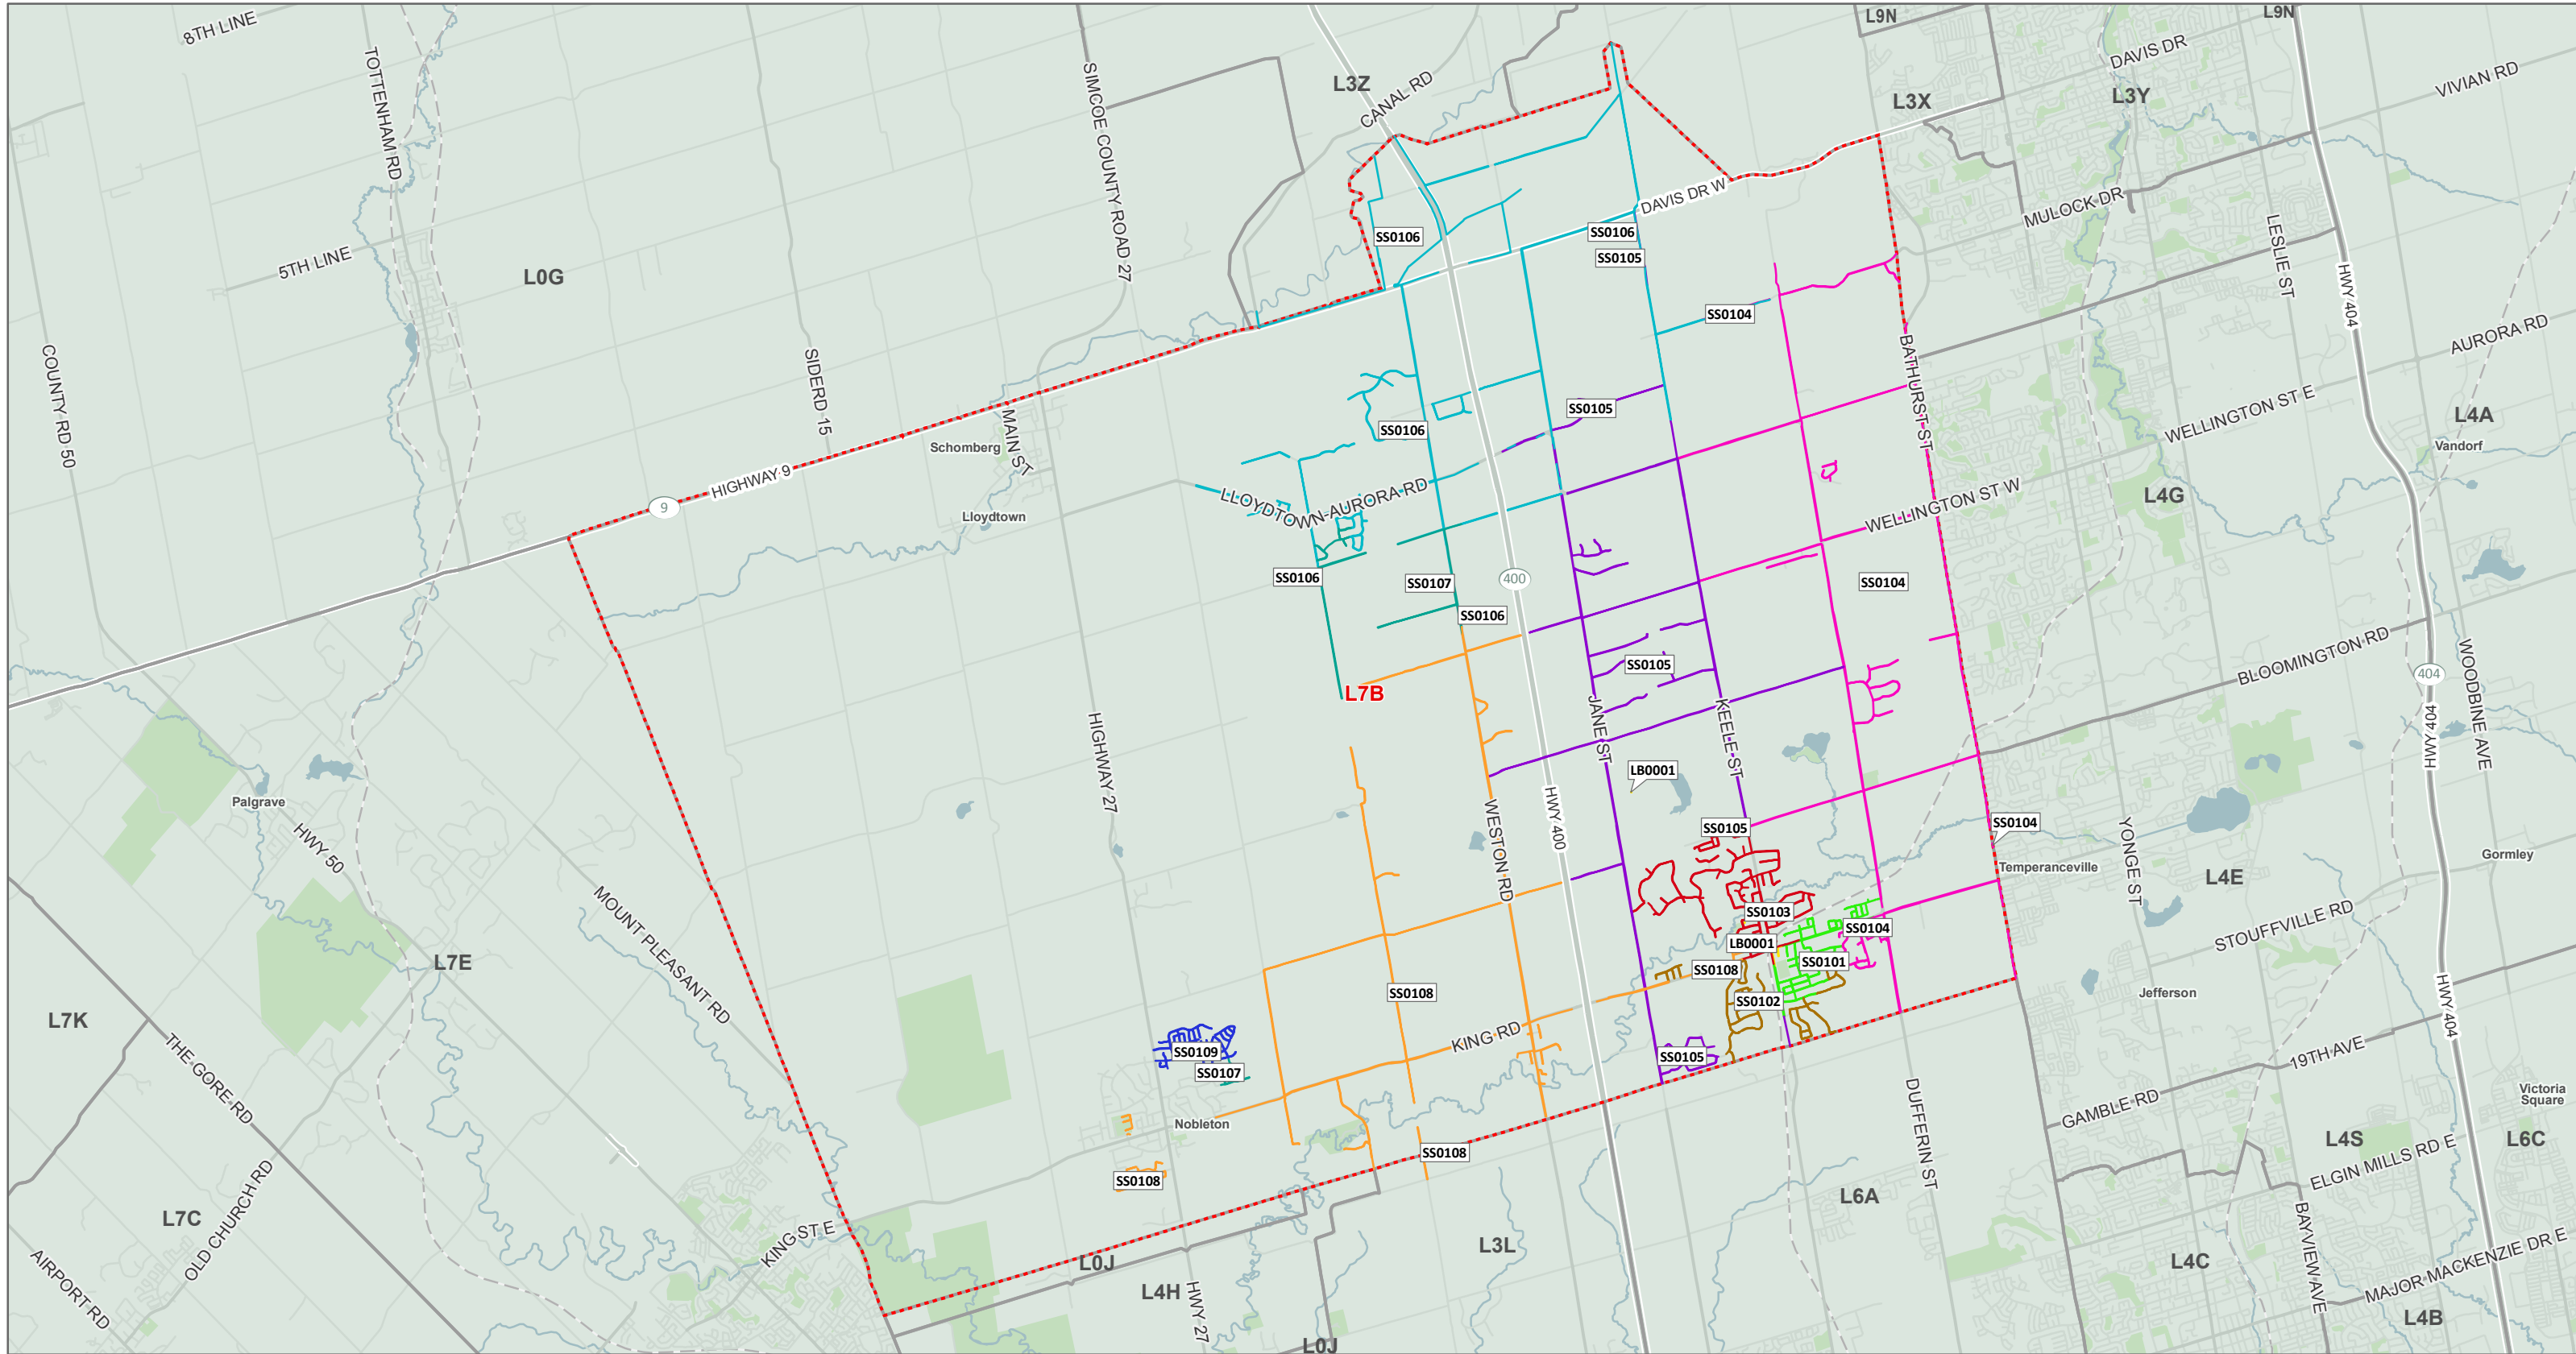 8TH LINE
L9N
L9N
TOTTENHAM RD
SIMCOE COUNTY ROAD 27
L3Z
CANAL RD
DAVIS DR
L3X
L3Y
VIVIAN RD
DAVIS DR W
MULOCK DR
LESLIE ST
SS0106
SS0106
SS0105
5TH LINE
L0G
HWY 404
SS0104
COUNTY RD 50
SIDERD 15
BATHURST ST
AURORA RD
MAIN ST
SS0105
WELLINGTON ST E
L4A
Schomberg
SS0106
Vandorf
HIGHWAY 9
9
LLOYDTOWN-AURORA RD
WELLINGTON ST W
L4G
Lloydtown
SS0106
SS0107
400
SS0104
SS0106
SS0105
BLOOMINGTON RD
WOODBINE AVE
404
L7B
JANE ST
KEELE ST
HIGHWAY 27
HWY 404
LB0001
Palgrave
HWY 50
WESTON RD
HWY 400
SS0105
SS0104
YONGE ST
Temperanceville
Gormley
L4E
MOUNT PLEASANT RD
SS0103
SS0104
STOUFFVILLE RD
LB0001
SS0101
L7E
SS0108
SS0108
SS0102
Jefferson
HWY 404
L7K
THE GORE RD
KING RD
SS0109
SS0107
SS0105
19TH AVE
DUFFERIN ST
GAMBLE RD
Victoria
Square
Nobleton
SS0108
SS0108
L4S
L6C
ELGIN MILLS RD E
L6A
L7C
OLD CHURCH RD
KING ST E
BAYVIEW AVE
L3L
L0J
L4C
AIRPORT RD
L4H
HWY 27
MAJOR MACKENZIE DR E
L4B
L0J